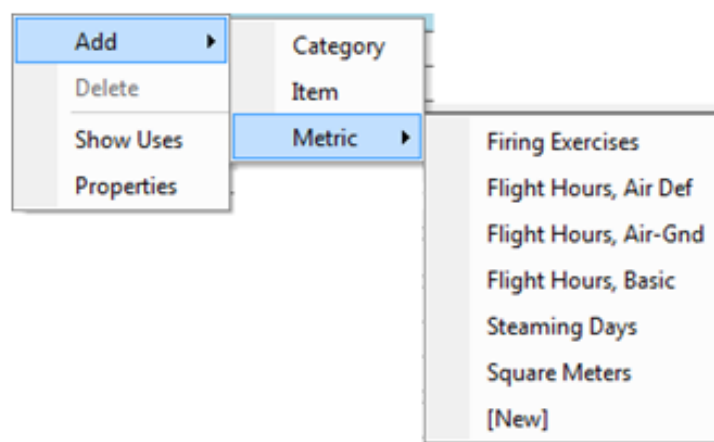 Add
Delete
Show Uses
Properties
Category
Item
Metric
Firing Exercises
Flight Hours, Air Def
Flight Hours, Air-Gnd
Flight Hours, Basic
Steaming Days
Square Meters
[New]